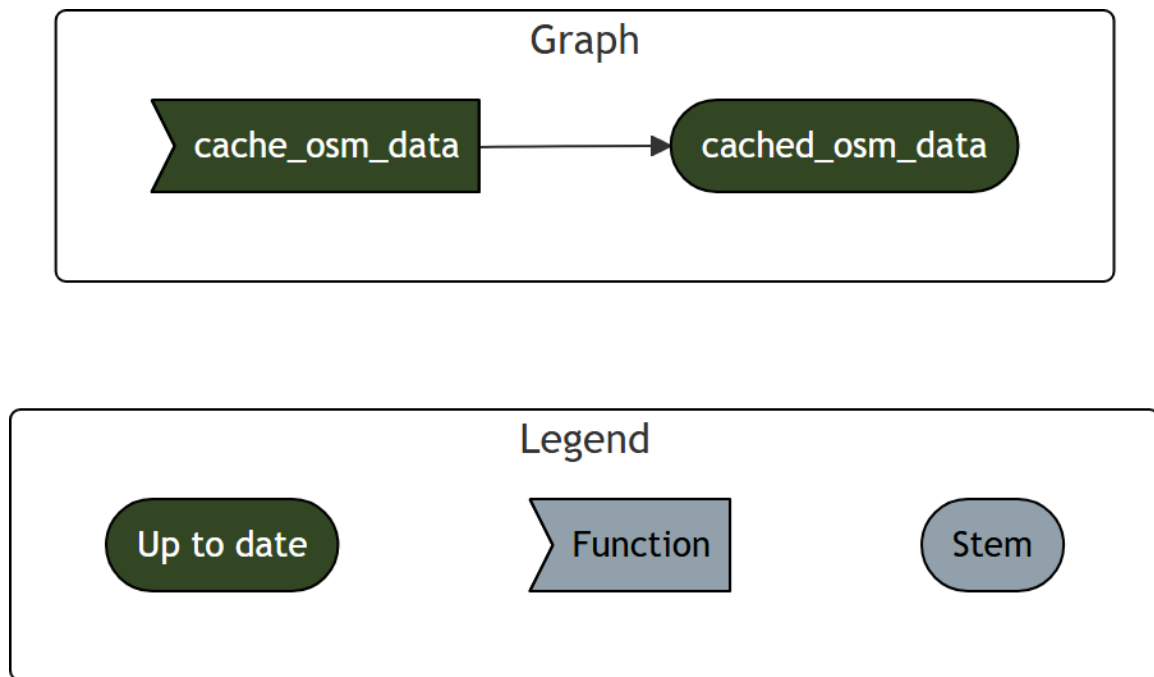 Graph
cache_osm_data
cached_osm_data
Legend
Up to date
Function
Stem